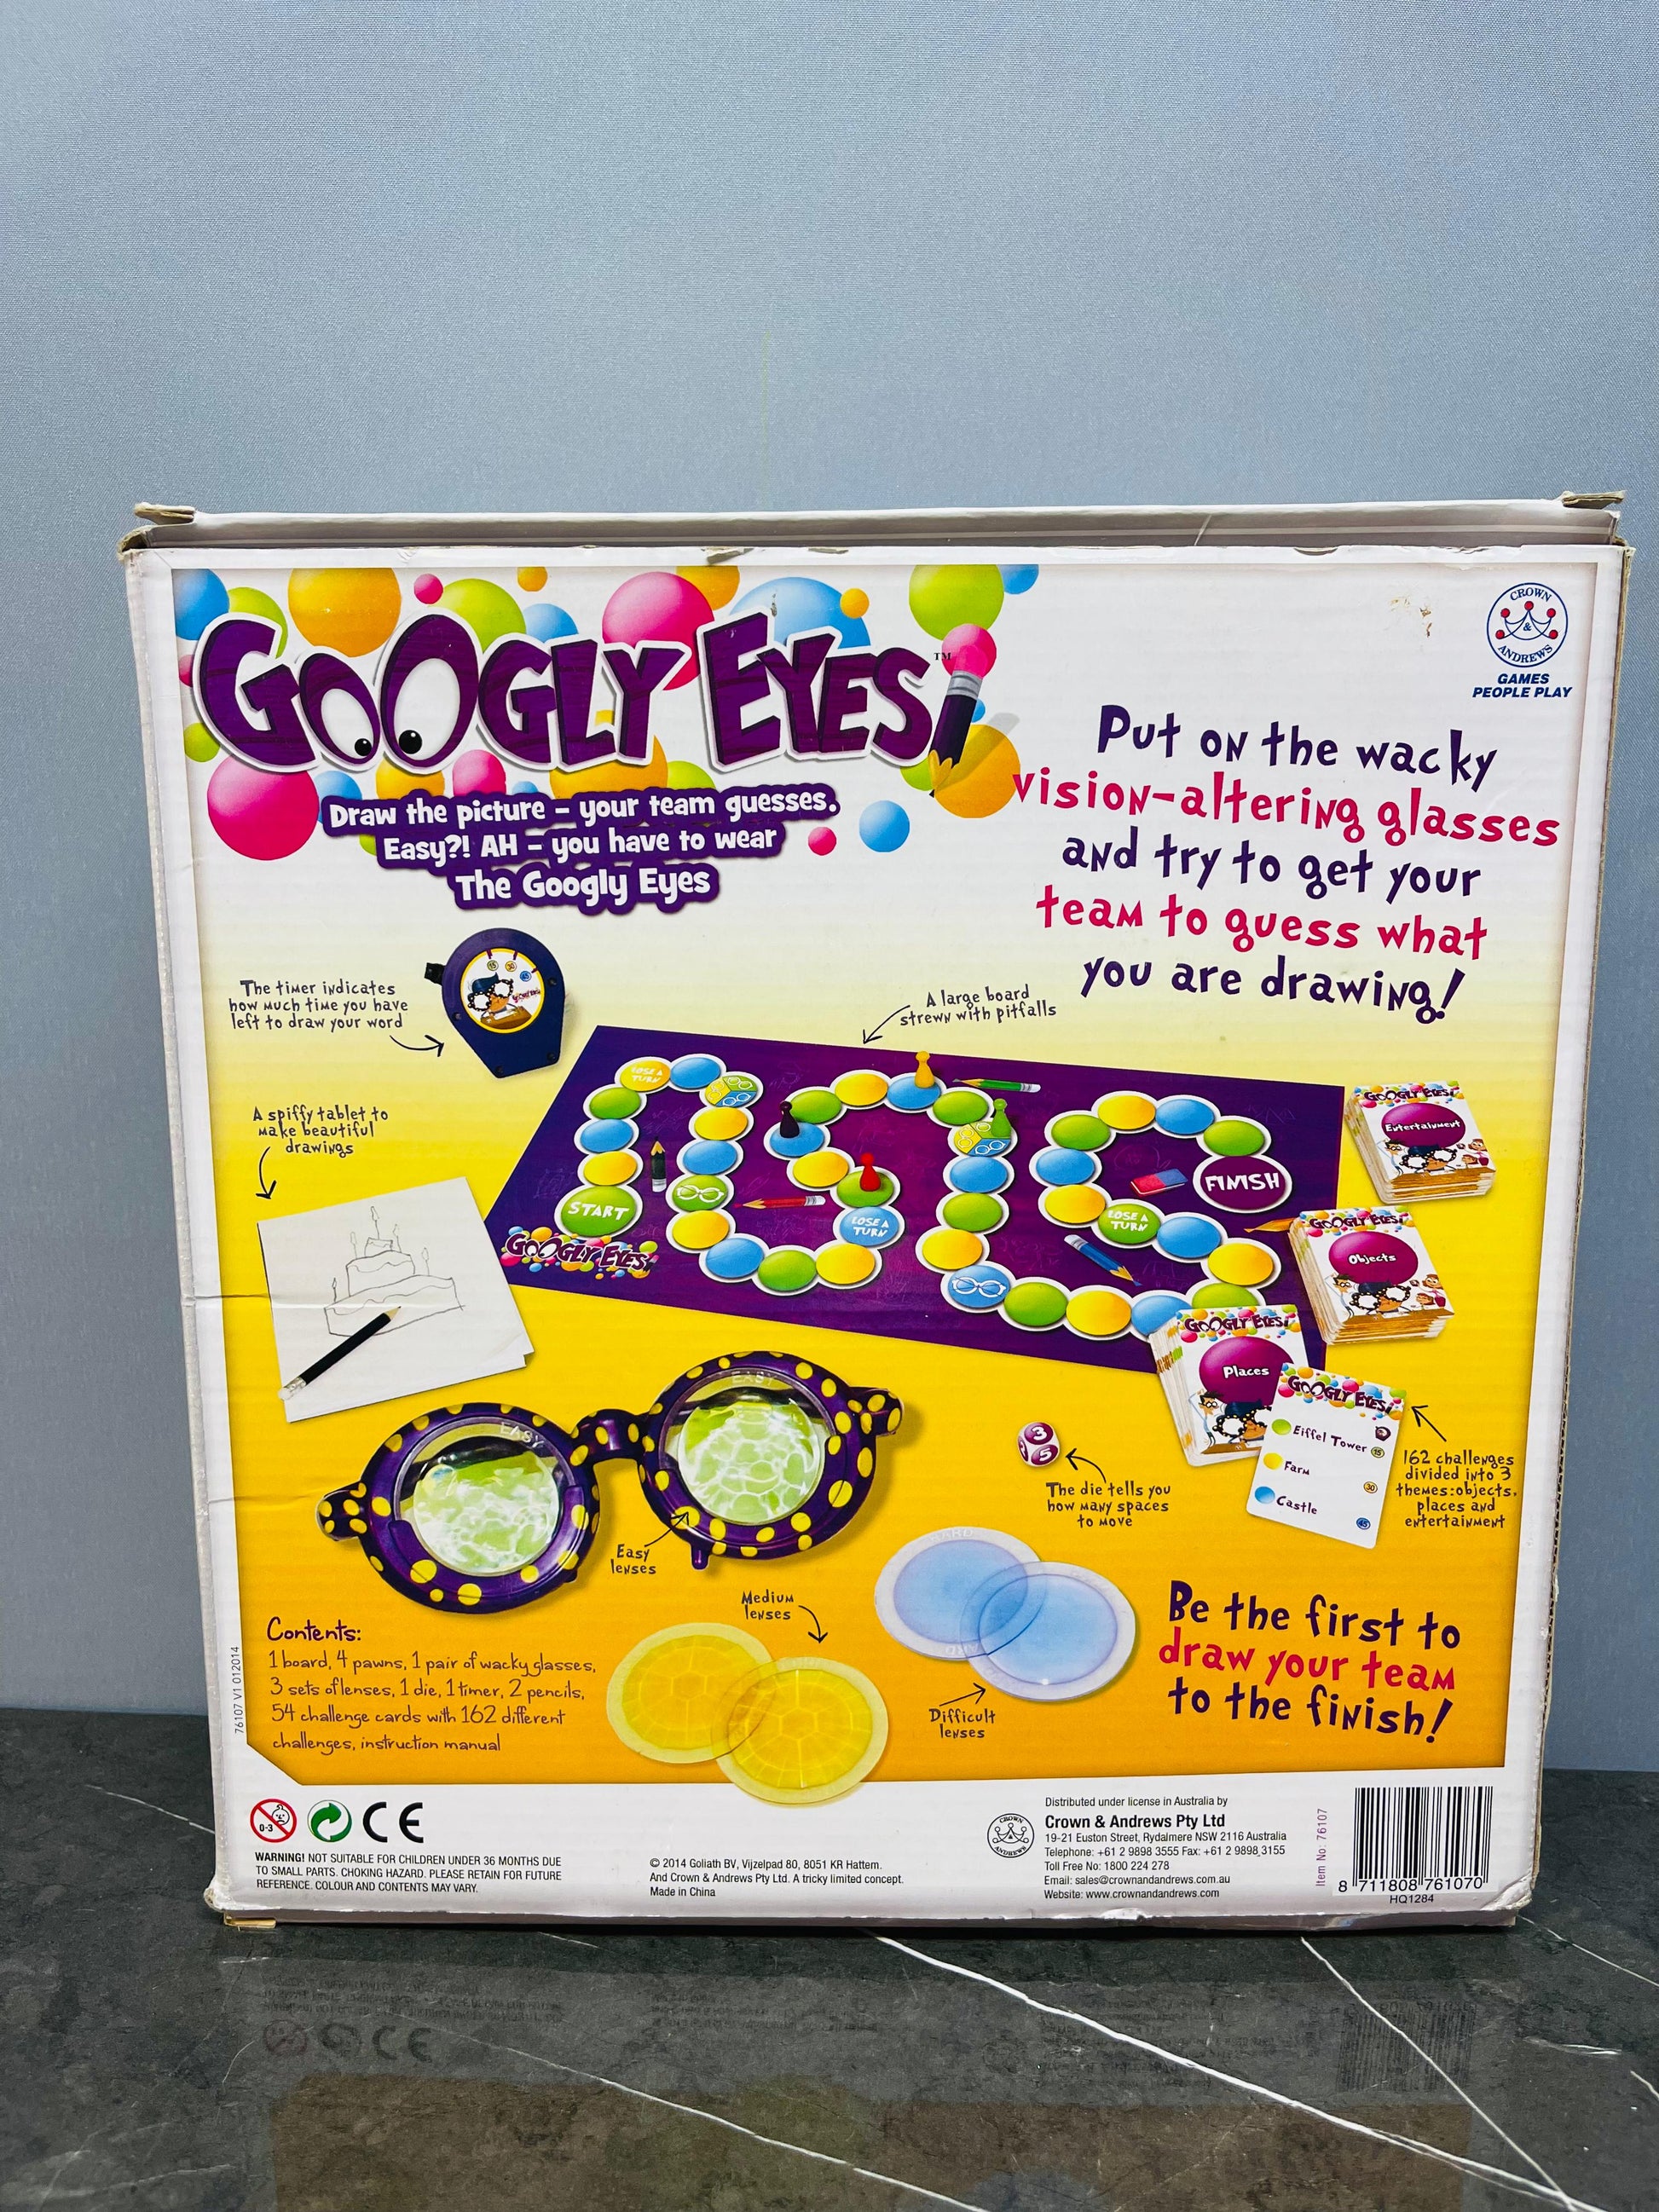 GOOGLY EYES! ™
CROWN
&
ANDREWS
GAMES
PEOPLE PLAY
Draw the picture – your team guesses.
Easy?! AH – you have to wear
The Googly Eyes
Put on the wacky
vision-altering glasses
and try to get your
team to guess what
you are drawing!
The timer indicates
how much time you have
left to draw your word
15 30 45
A large board
strewn with pitfalls
A spiffy tablet to
make beautiful
drawings
LOSE A
TURN
START
GOOGLY EYES!
LOSE A
TURN
LOSE A
TURN
FINISH
GOOGLY EYES!
Entertainment
GOOGLY EYES!
Objects
GOOGLY EYES!
Places
GOOGLY EYES!
Eiffel Tower 15
Farm 30
Castle 45
162 challenges
divided into 3
themes:objects,
places and
entertainment
3
5
The die tells you
how many spaces
to move
EASY
EASY
Easy
lenses
Medium
lenses
HARD
HARD
Difficult
lenses
Be the first to
draw your team
to the finish!
Contents:
1 board, 4 pawns, 1 pair of wacky glasses,
3 sets of lenses, 1 die, 1 timer, 2 pencils,
54 challenge cards with 162 different
challenges, instruction manual
76107 V1 012014
0-3
CE
WARNING! NOT SUITABLE FOR CHILDREN UNDER 36 MONTHS DUE
TO SMALL PARTS. CHOKING HAZARD. PLEASE RETAIN FOR FUTURE
REFERENCE. COLOUR AND CONTENTS MAY VARY.
© 2014 Goliath BV, Vijzelpad 80, 8051 KR Hattem.
And Crown & Andrews Pty Ltd. A tricky limited concept.
Made in China
CROWN
&
ANDREWS
Distributed under license in Australia by
Crown & Andrews Pty Ltd
19-21 Euston Street, Rydalmere NSW 2116 Australia
Telephone: +61 2 9898 3555 Fax: +61 2 9898 3155
Toll Free No: 1800 224 278
Email: sales@crownandandrews.com.au
Website: www.crownandandrews.com
Item No: 76107
8 711808 761070
HQ1284